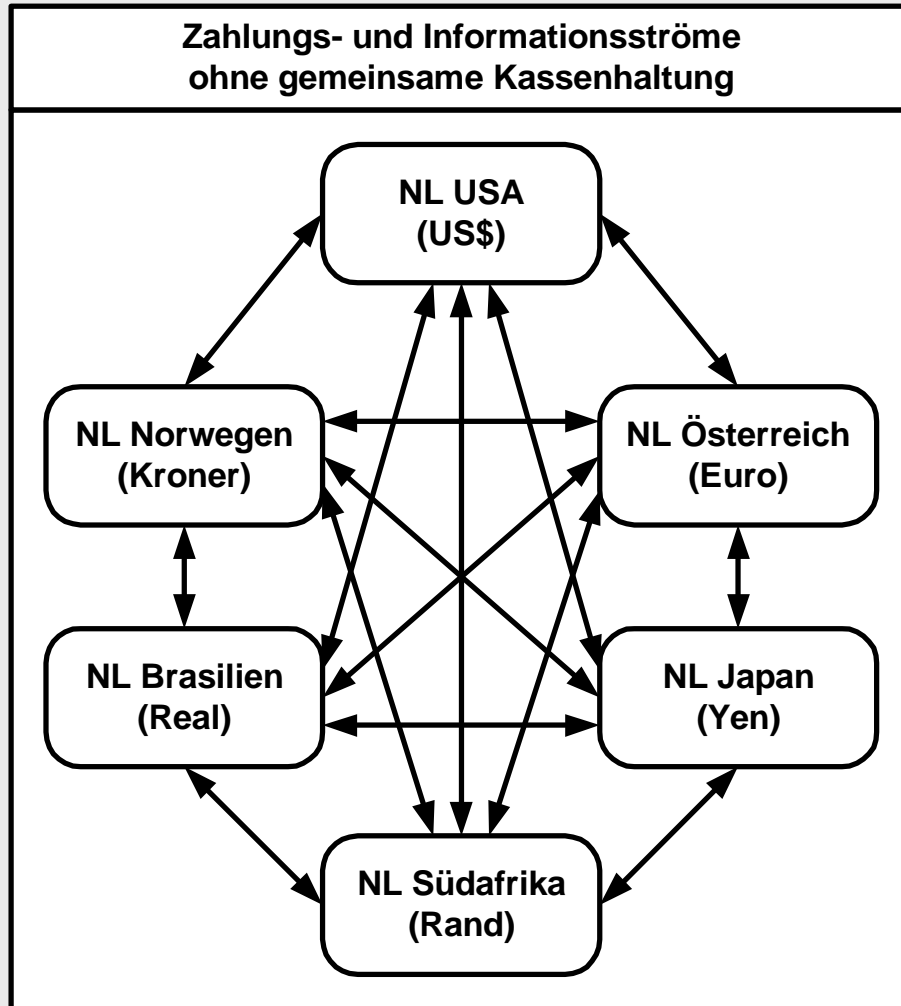 Zahlungs- und Informationsströme
ohne gemeinsame Kassenhaltung
NL USA
(US$)
NL Norwegen
(Kroner)
NL Österreich
(Euro)
NL Brasilien
(Real)
NL Japan
(Yen)
NL Südafrika
(Rand)